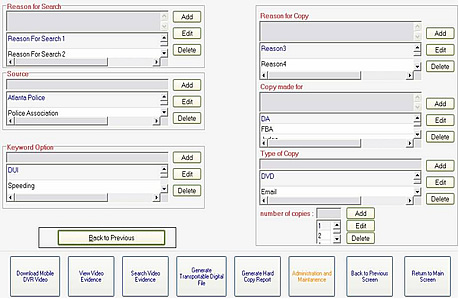 Reason for Search
Add
Edit
Reason For Search 1
Reason For Search 2
Delete
Source
Add
Atlanta Police
Edit
Police Association
Delete
Keyword Option
Add
DUI
Edit
Speeding
Delete
Back to Previous
Reason for Copy
Add
Reason3
Edit
Reason4
Delete
Copy made for
Add
DA
Edit
FBA
Delete
Type of Copy
Add
DVD
Edit
Email
Delete
number of copies :
Add
1
Edit
2
Delete
Download Mobile
DVR Video
View Video
Evidence
Search Video
Evidence
Generate
Transportable Digital
File
Generate Hard
Copy Report
Administration and
Maintanence
Back to Previous
Screen
Return to Main
Screen